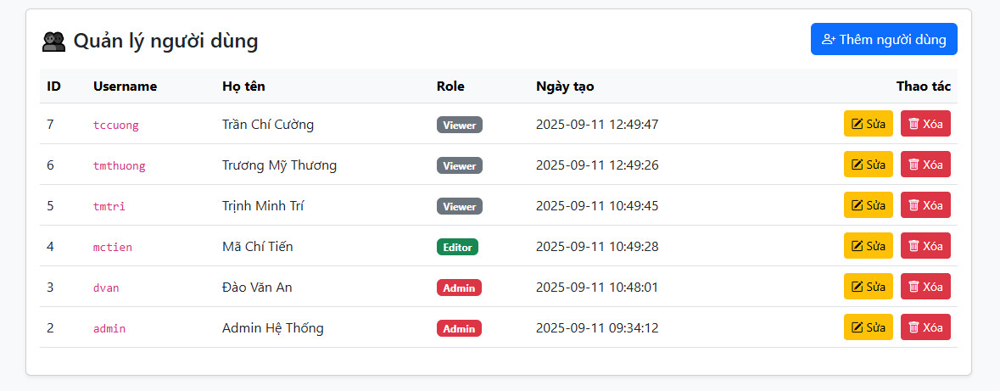 Quản lý người dùng Thêm người dùng
ID Username Họ tên Role Ngày tạo Thao tác
7 tccuong Trần Chí Cường Viewer 2025-09-11 12:49:47 Sửa Xóa
6 tmthuong Trương Mỹ Thương Viewer 2025-09-11 12:49:26 Sửa Xóa
5 tmtri Trịnh Minh Trí Viewer 2025-09-11 10:49:45 Sửa Xóa
4 mctien Mã Chí Tiến Editor 2025-09-11 10:49:28 Sửa Xóa
3 dvan Đào Văn An Admin 2025-09-11 10:48:01 Sửa Xóa
2 admin Admin Hệ Thống Admin 2025-09-11 09:34:12 Sửa Xóa